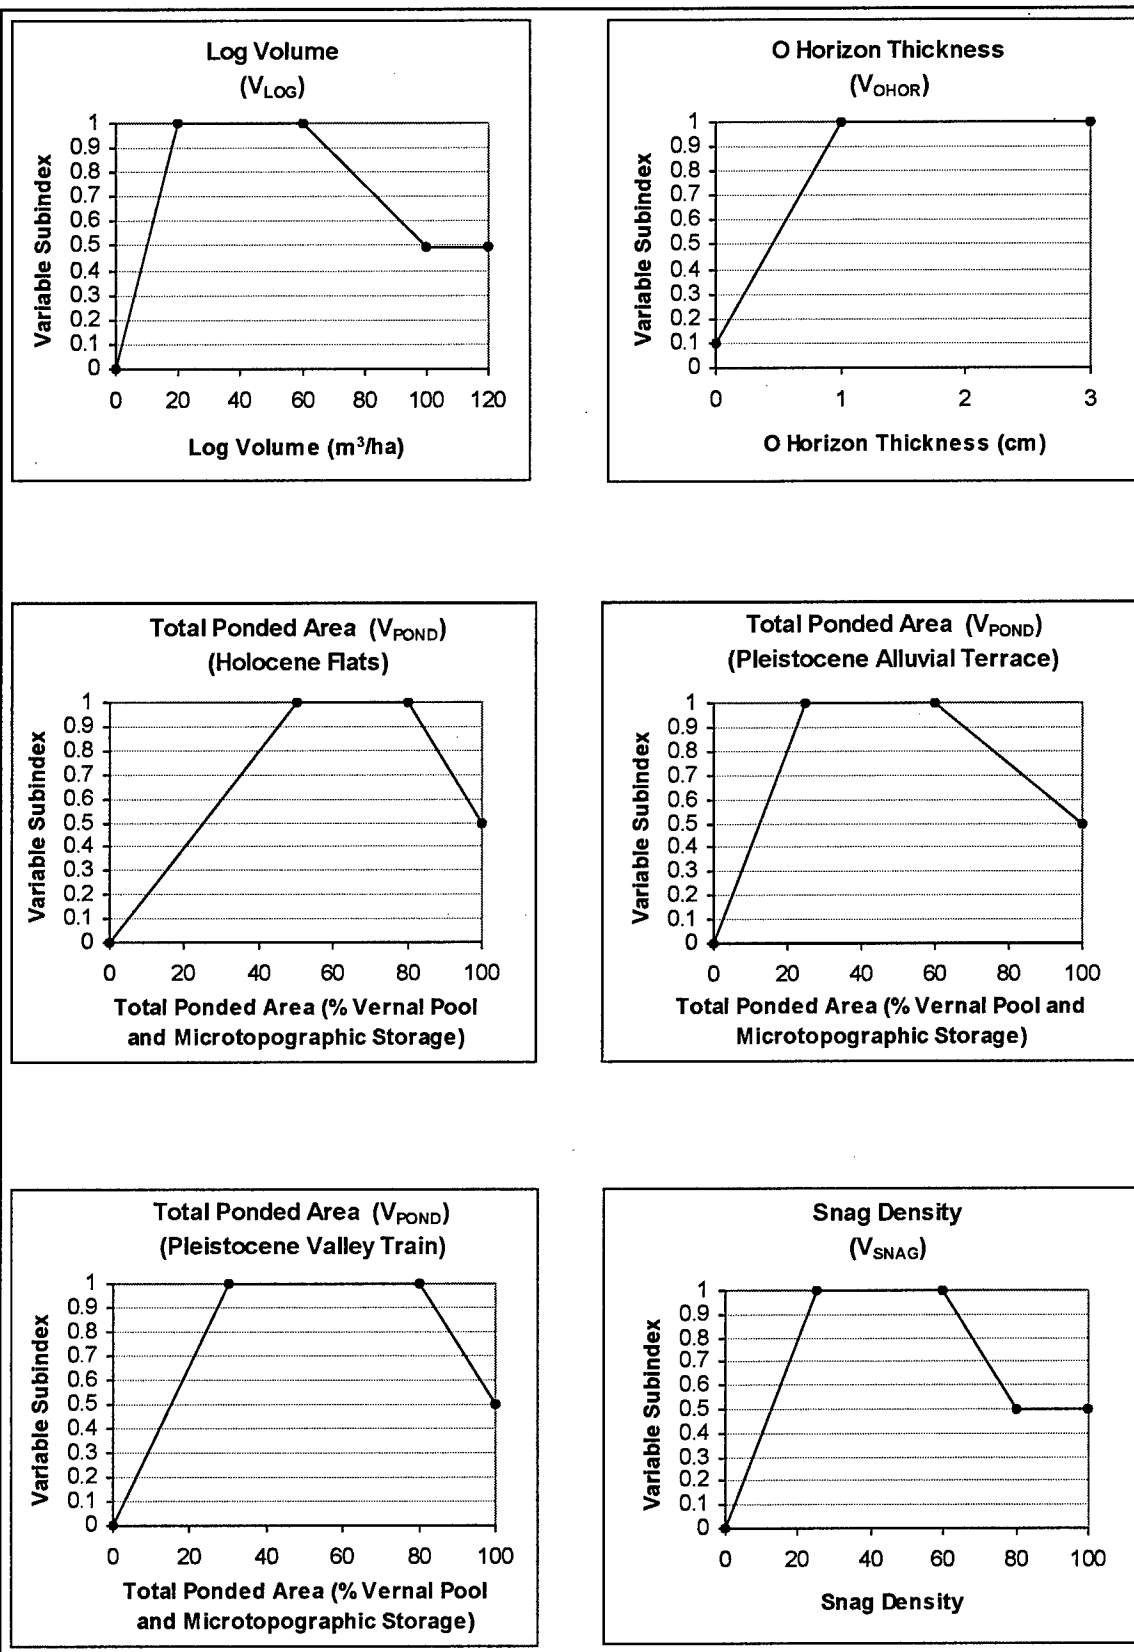 Log Volume
(VLOG)
Variable Subindex
1
0.9
0.8
0.7
0.6
0.5
0.4
0.3
0.2
0.1
0
0 20 40 60 80 100 120
Log Volume (m³/ha)
O Horizon Thickness
(VOHOR)
Variable Subindex
1
0.9
0.8
0.7
0.6
0.5
0.4
0.3
0.2
0.1
0
0 1 2 3
O Horizon Thickness (cm)
Total Ponded Area (VPOND)
(Holocene Flats)
Variable Subindex
1
0.9
0.8
0.7
0.6
0.5
0.4
0.3
0.2
0.1
0
0 20 40 60 80 100
Total Ponded Area (% Vernal Pool
and Microtopographic Storage)
Total Ponded Area (VPOND)
(Pleistocene Alluvial Terrace)
Variable Subindex
1
0.9
0.8
0.7
0.6
0.5
0.4
0.3
0.2
0.1
0
0 20 40 60 80 100
Total Ponded Area (% Vernal Pool and
Microtopographic Storage)
Total Ponded Area (VPOND)
(Pleistocene Valley Train)
Variable Subindex
1
0.9
0.8
0.7
0.6
0.5
0.4
0.3
0.2
0.1
0
0 20 40 60 80 100
Total Ponded Area (% Vernal Pool
and Microtopographic Storage)
Snag Density
(VSNAG)
Variable Subindex
1
0.9
0.8
0.7
0.6
0.5
0.4
0.3
0.2
0.1
0
0 20 40 60 80 100
Snag Density